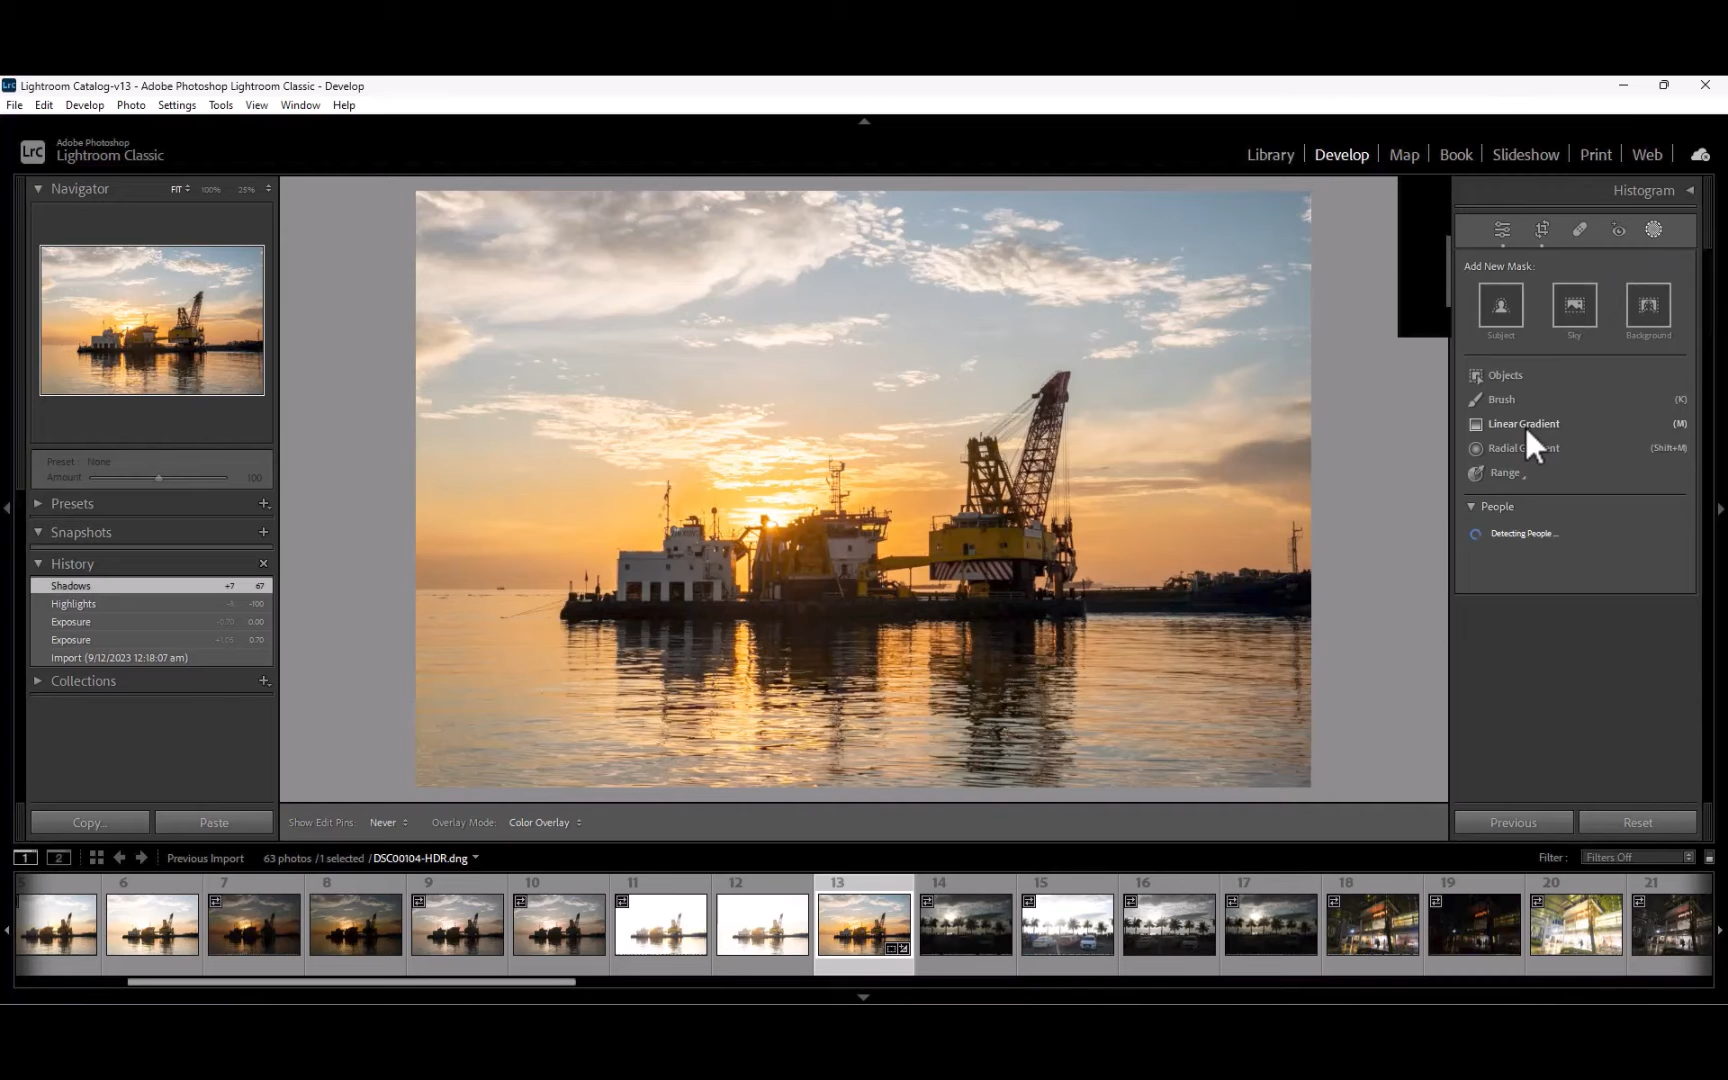 Lightroom Catalog-v13 - Adobe Photoshop Lightroom Classic - Develop
File Edit Develop Photo Settings Tools View Window Help
Lrc Adobe Photoshop
Lightroom Classic
Library Develop Map Book Slideshow Print Web
Navigator FIT 100% 25%
Histogram
Add New Mask:
Subject Sky Background
Objects
Brush (K)
Linear Gradient (M)
Radial (Shift+M)
Range
People
Detecting People ...
Preset : None
Amount 100
Presets
Snapshots
History
Shadows +7 67
Highlights -100
Exposure -0.70 0.00
Exposure 0.70
Import (9/12/2023 12:18:07 am)
Collections
Copy... Paste
Show Edit Pins: Never Overlay Mode: Color Overlay
Previous Reset
1 2 Previous Import 63 photos /1 selected /DSC00104-HDR.dng
Filter : Filters Off
5 6 7 8 9 10 11 12 13 14 15 16 17 18 19 20 21